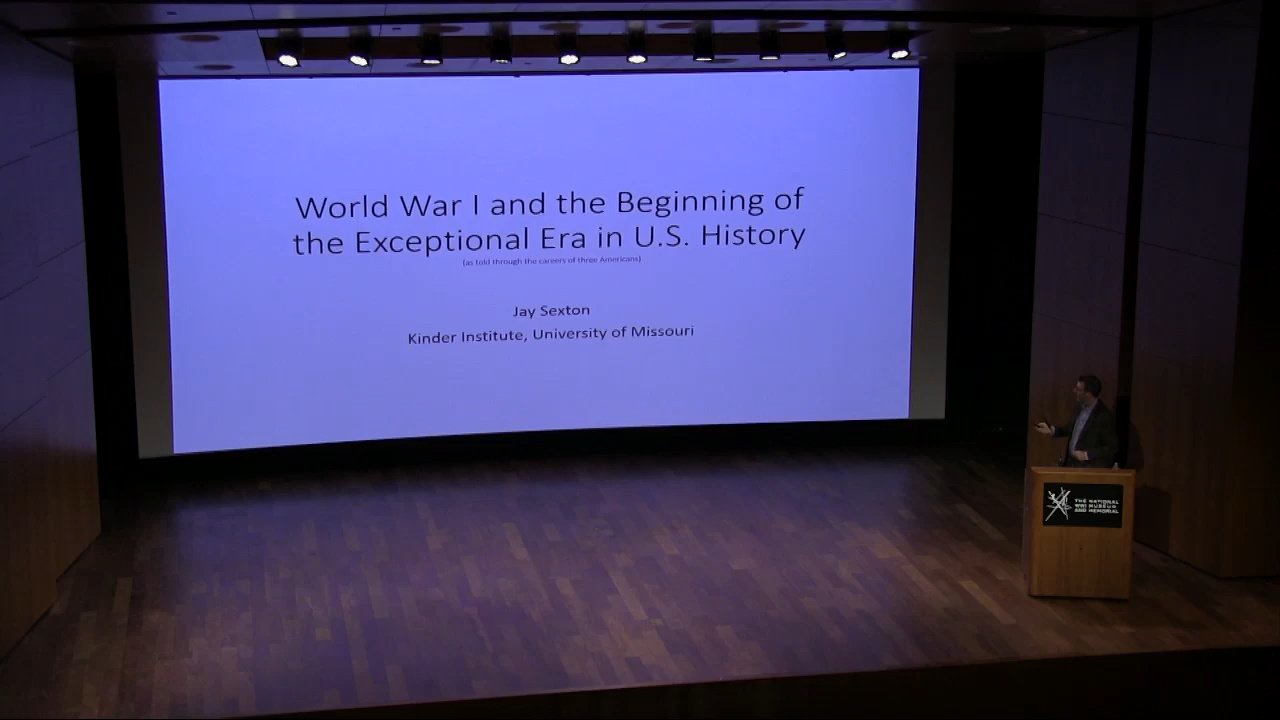 World War I and the Beginning of
the Exceptional Era in U.S. History
(as told through the careers of three Americans)
Jay Sexton
Kinder Institute, University of Missouri
THE NATIONAL
WWI MUSEUM
AND MEMORIAL